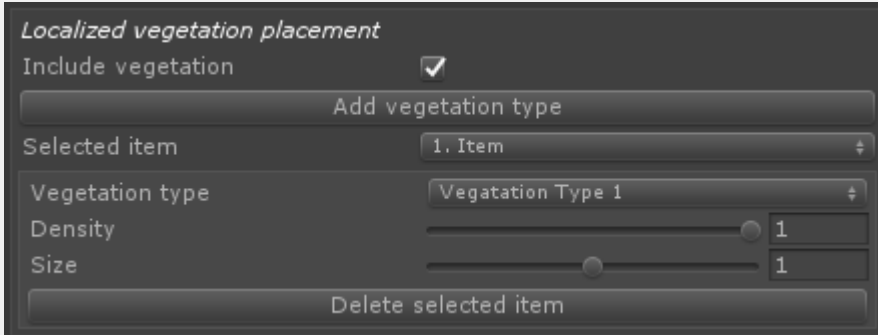 Localized vegetation placement
Include vegetation
Add vegetation type
Selected item 1. Item
Vegetation type Vegatation Type 1
Density 1
Size 1
Delete selected item